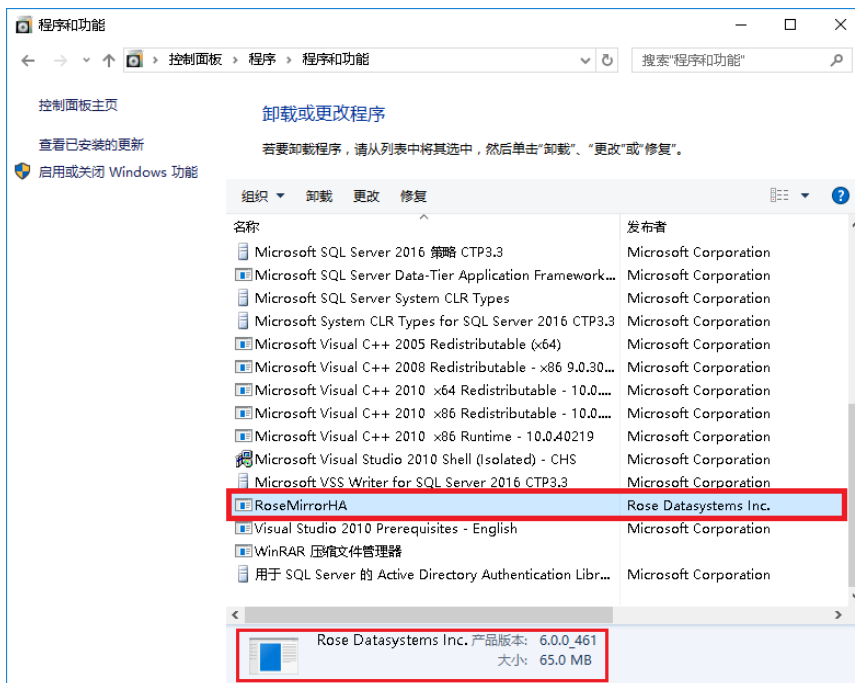 程序和功能
控制面板 › 程序 › 程序和功能
搜索"程序和功能"
控制面板主页
查看已安装的更新
启用或关闭 Windows 功能
卸载或更改程序
若要卸载程序，请从列表中将其选中，然后单击"卸载"、"更改"或"修复"。
组织 卸载 更改 修复
名称 发布者
Microsoft SQL Server 2016 策略 CTP3.3 Microsoft Corporation
Microsoft SQL Server Data-Tier Application Framework... Microsoft Corporation
Microsoft SQL Server System CLR Types Microsoft Corporation
Microsoft System CLR Types for SQL Server 2016 CTP3.3 Microsoft Corporation
Microsoft Visual C++ 2005 Redistributable (x64) Microsoft Corporation
Microsoft Visual C++ 2008 Redistributable - x86 9.0.30... Microsoft Corporation
Microsoft Visual C++ 2010 x64 Redistributable - 10.0.... Microsoft Corporation
Microsoft Visual C++ 2010 x86 Redistributable - 10.0.... Microsoft Corporation
Microsoft Visual C++ 2010 x86 Runtime - 10.0.40219 Microsoft Corporation
Microsoft Visual Studio 2010 Shell (Isolated) - CHS Microsoft Corporation
Microsoft VSS Writer for SQL Server 2016 CTP3.3 Microsoft Corporation
RoseMirrorHA Rose Datasystems Inc.
Visual Studio 2010 Prerequisites - English Microsoft Corporation
WinRAR 压缩文件管理器
用于 SQL Server 的 Active Directory Authentication Libr... Microsoft Corporation
Rose Datasystems Inc. 产品版本: 6.0.0_461
大小: 65.0 MB